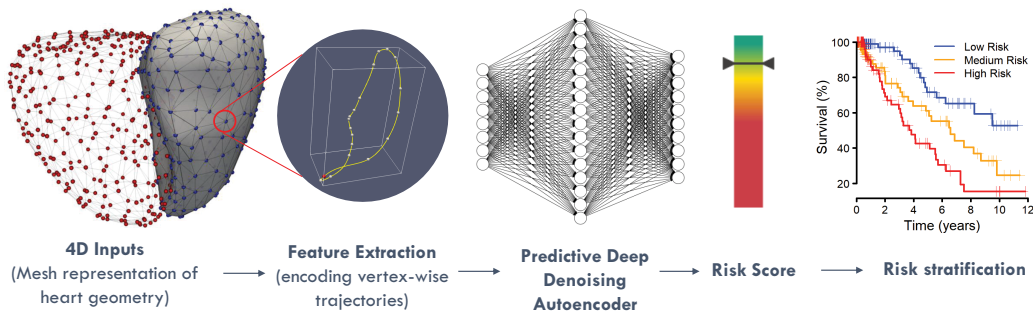 Low Risk
Medium Risk
High Risk
Survival (%)
100
80
60
40
20
0
2
4
6
8
10
12
Time (years)
4D Inputs
(Mesh representation of
heart geometry)
Feature Extraction
(encoding vertex-wise
trajectories)
Predictive Deep
Denoising
Autoencoder
Risk Score
Risk stratification